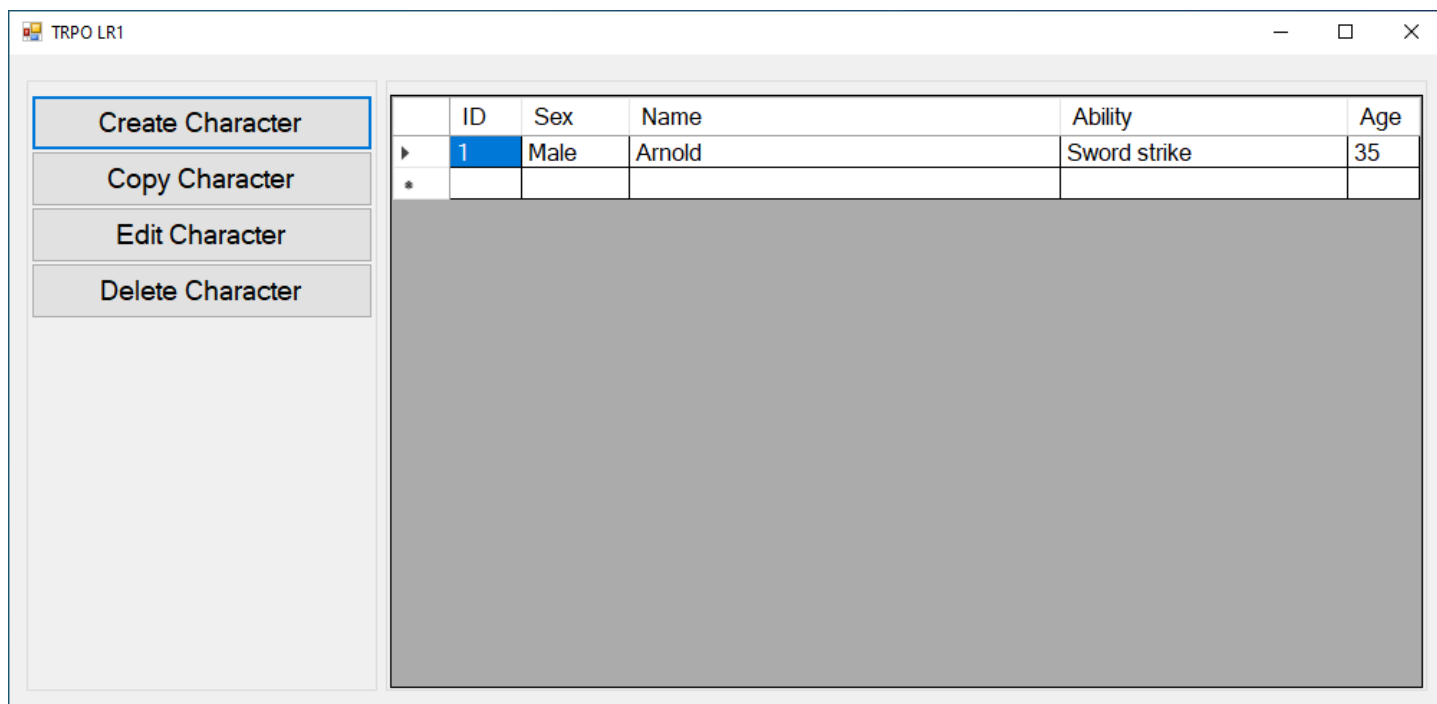 TRPO LR1
Create Character
Copy Character
Edit Character
Delete Character
ID Sex Name Ability Age
1 Male Arnold Sword strike 35